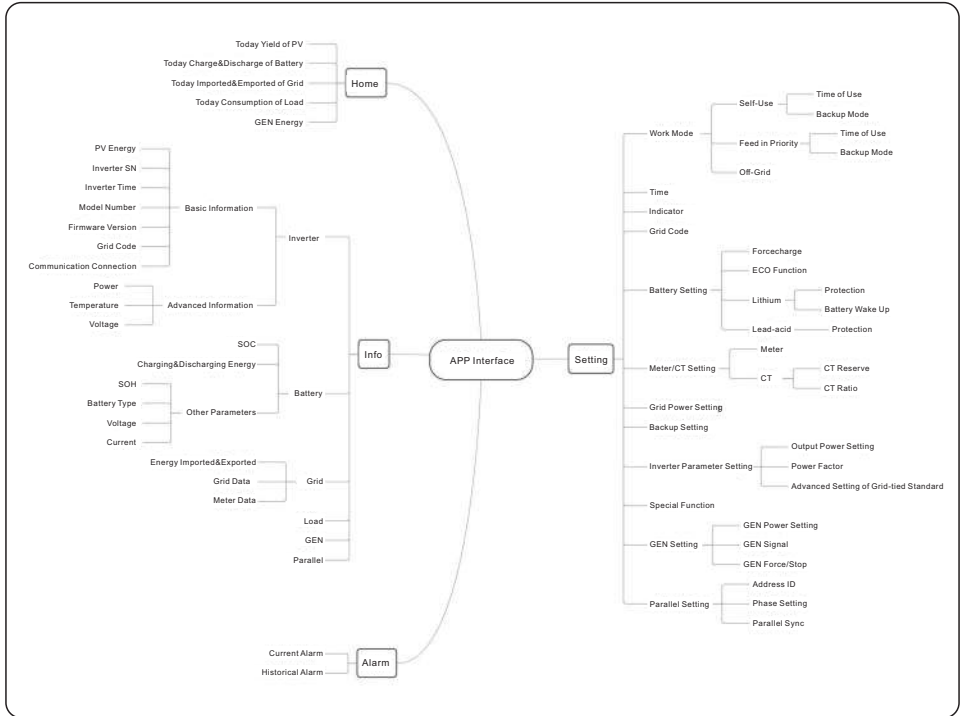 Today Yield of PV
Today Charge&Discharge of Battery
Today Imported&Emported of Grid
Today Consumption of Load
GEN Energy
Home
PV Energy
Inverter SN
Inverter Time
Model Number
Firmware Version
Grid Code
Communication Connection
Basic Information
Power
Temperature
Voltage
Advanced Information
Inverter
SOC
Charging&Discharging Energy
SOH
Battery Type
Voltage
Current
Other Parameters
Battery
Energy Imported&Exported
Grid Data
Meter Data
Grid
Load
GEN
Parallel
Info
Current Alarm
Historical Alarm
Alarm
APP Interface
Setting
Work Mode
Self-Use
Time of Use
Backup Mode
Feed in Priority
Time of Use
Backup Mode
Off-Grid
Time
Indicator
Grid Code
Battery Setting
Forcecharge
ECO Function
Lithium
Protection
Battery Wake Up
Lead-acid
Protection
Meter/CT Setting
Meter
CT
CT Reserve
CT Ratio
Grid Power Setting
Backup Setting
Inverter Parameter Setting
Output Power Setting
Power Factor
Advanced Setting of Grid-tied Standard
Special Function
GEN Setting
GEN Power Setting
GEN Signal
GEN Force/Stop
Parallel Setting
Address ID
Phase Setting
Parallel Sync